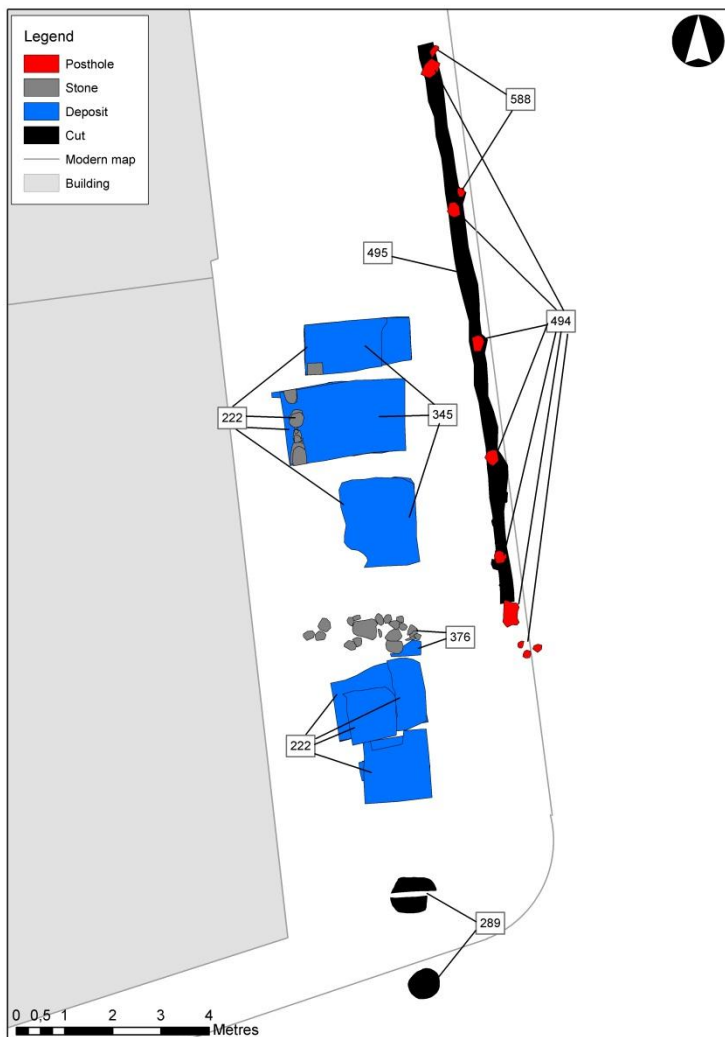 Legend
Posthole
Stone
Deposit
Cut
Modern map
Building
588
495
494
222
345
376
222
289
0 0,5 1 2 3 4
Metres